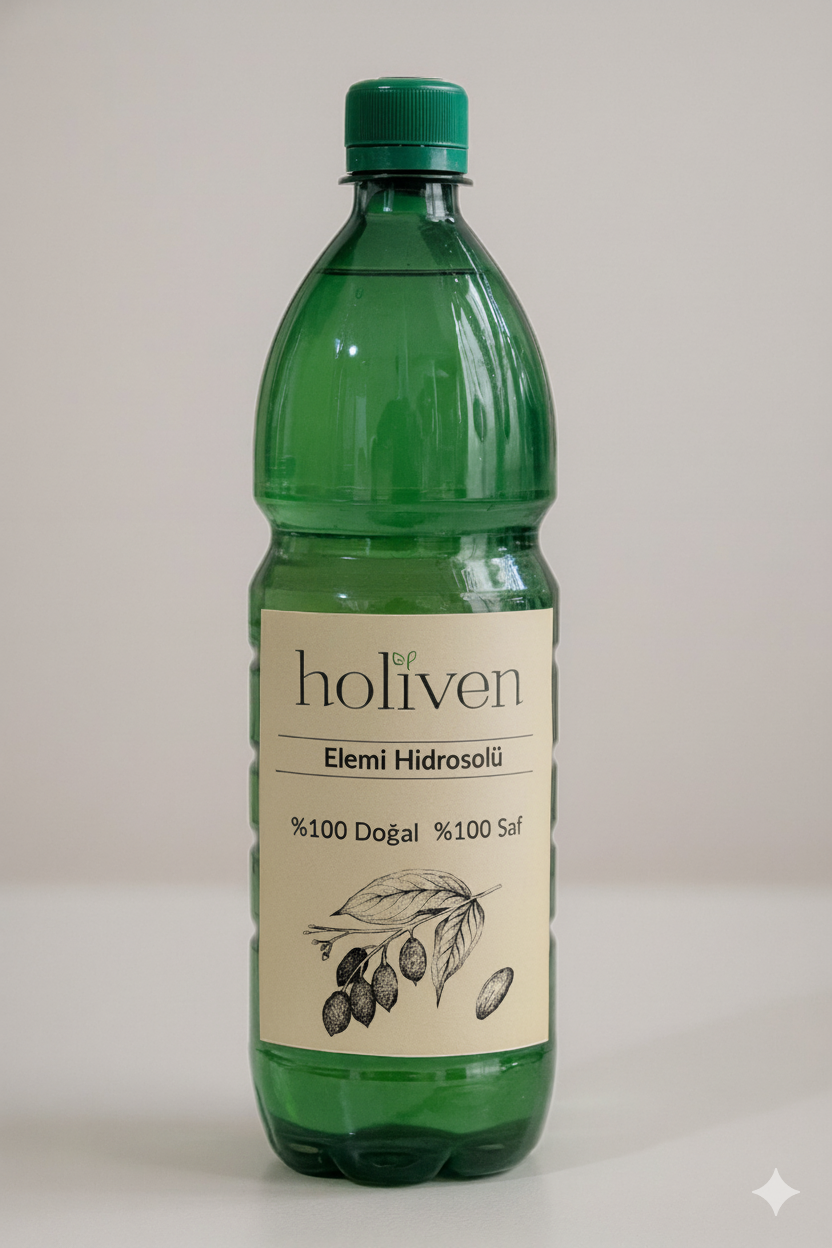 holiven
Elemi Hidrosolü
%100 Doğal %100 Saf